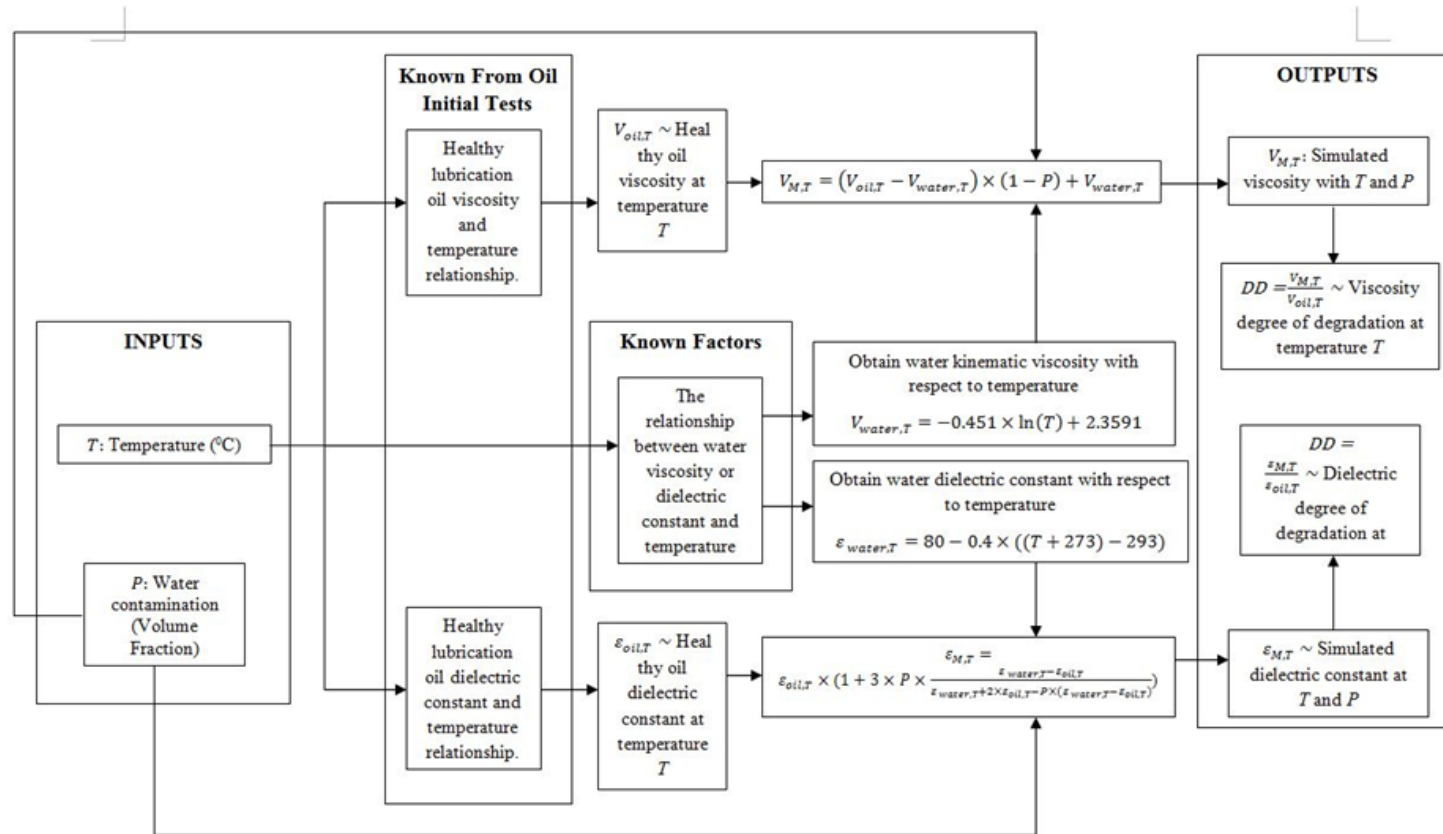 INPUTS
T: Temperature (⁰C)
P: Water
contamination
(Volume
Fraction)
Known From Oil
Initial Tests
Healthy
lubrication
oil viscosity
and
temperature
relationship.
Healthy
lubrication
oil dielectric
constant and
temperature
relationship.
V_{oil,T} ~ Heal
thy oil
viscosity at
temperature
T
Known Factors
The
relationship
between water
viscosity or
dielectric
constant and
temperature
ε_{oil,T} ~ Heal
thy oil
dielectric
constant at
temperature
T
V_{M,T} = (V_{oil,T} − V_{water,T}) × (1 − P) + V_{water,T}
Obtain water kinematic viscosity with
respect to temperature
V_{water,T} = −0.451 × ln(T) + 2.3591
Obtain water dielectric constant with respect
to temperature
ε_{water,T} = 80 − 0.4 × ((T + 273) − 293)
ε_{M,T} =
ε_{oil,T} × (1 + 3 × P × \frac{ε_{water,T}−ε_{oil,T}}{ε_{water,T}+2×ε_{oil,T}−P×(ε_{water,T}−ε_{oil,T})})
OUTPUTS
V_{M,T}: Simulated
viscosity with T and P
DD = \frac{V_{M,T}}{V_{oil,T}} ~ Viscosity
degree of degradation at
temperature T
DD =
\frac{ε_{M,T}}{ε_{oil,T}} ~ Dielectric
degree of
degradation at
ε_{M,T} ~ Simulated
dielectric constant at
T and P